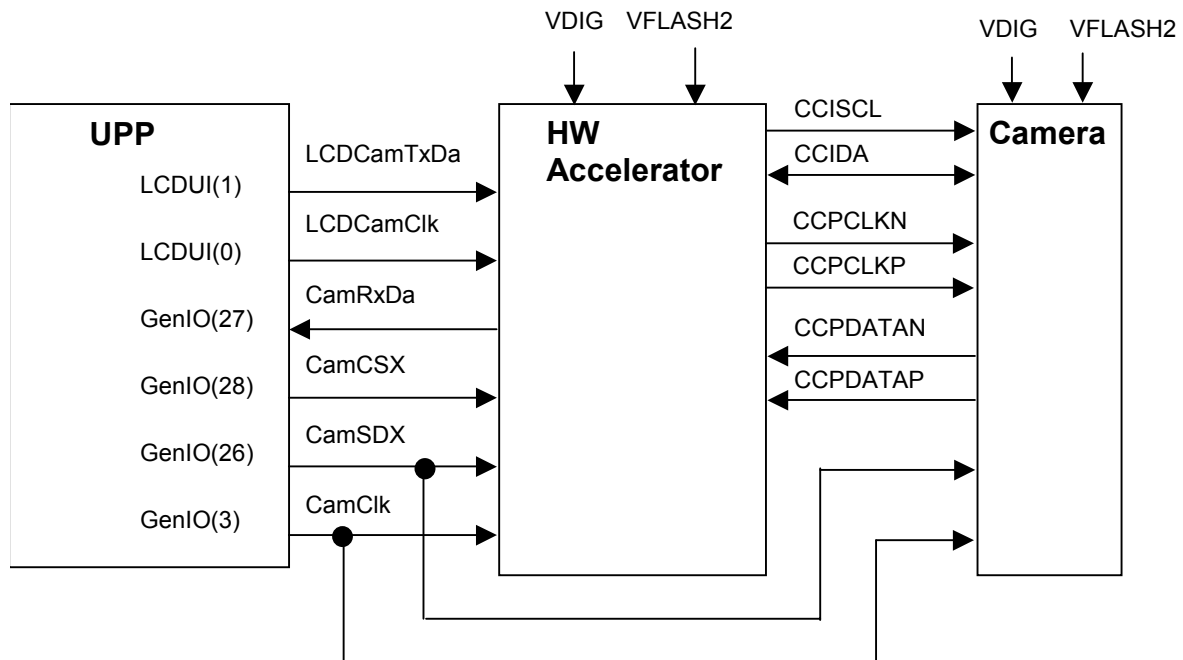 VDIG VFLASH2
VDIG VFLASH2
UPP
LCDUI(1)
LCDUI(0)
GenIO(27)
GenIO(28)
GenIO(26)
GenIO(3)
LCDCamTxDa
LCDCamClk
CamRxDa
CamCSX
CamSDX
CamClk
HW
Accelerator
CCISCL
CCIDA
CCPCLKN
CCPCLKP
CCPDATAN
CCPDATAP
Camera